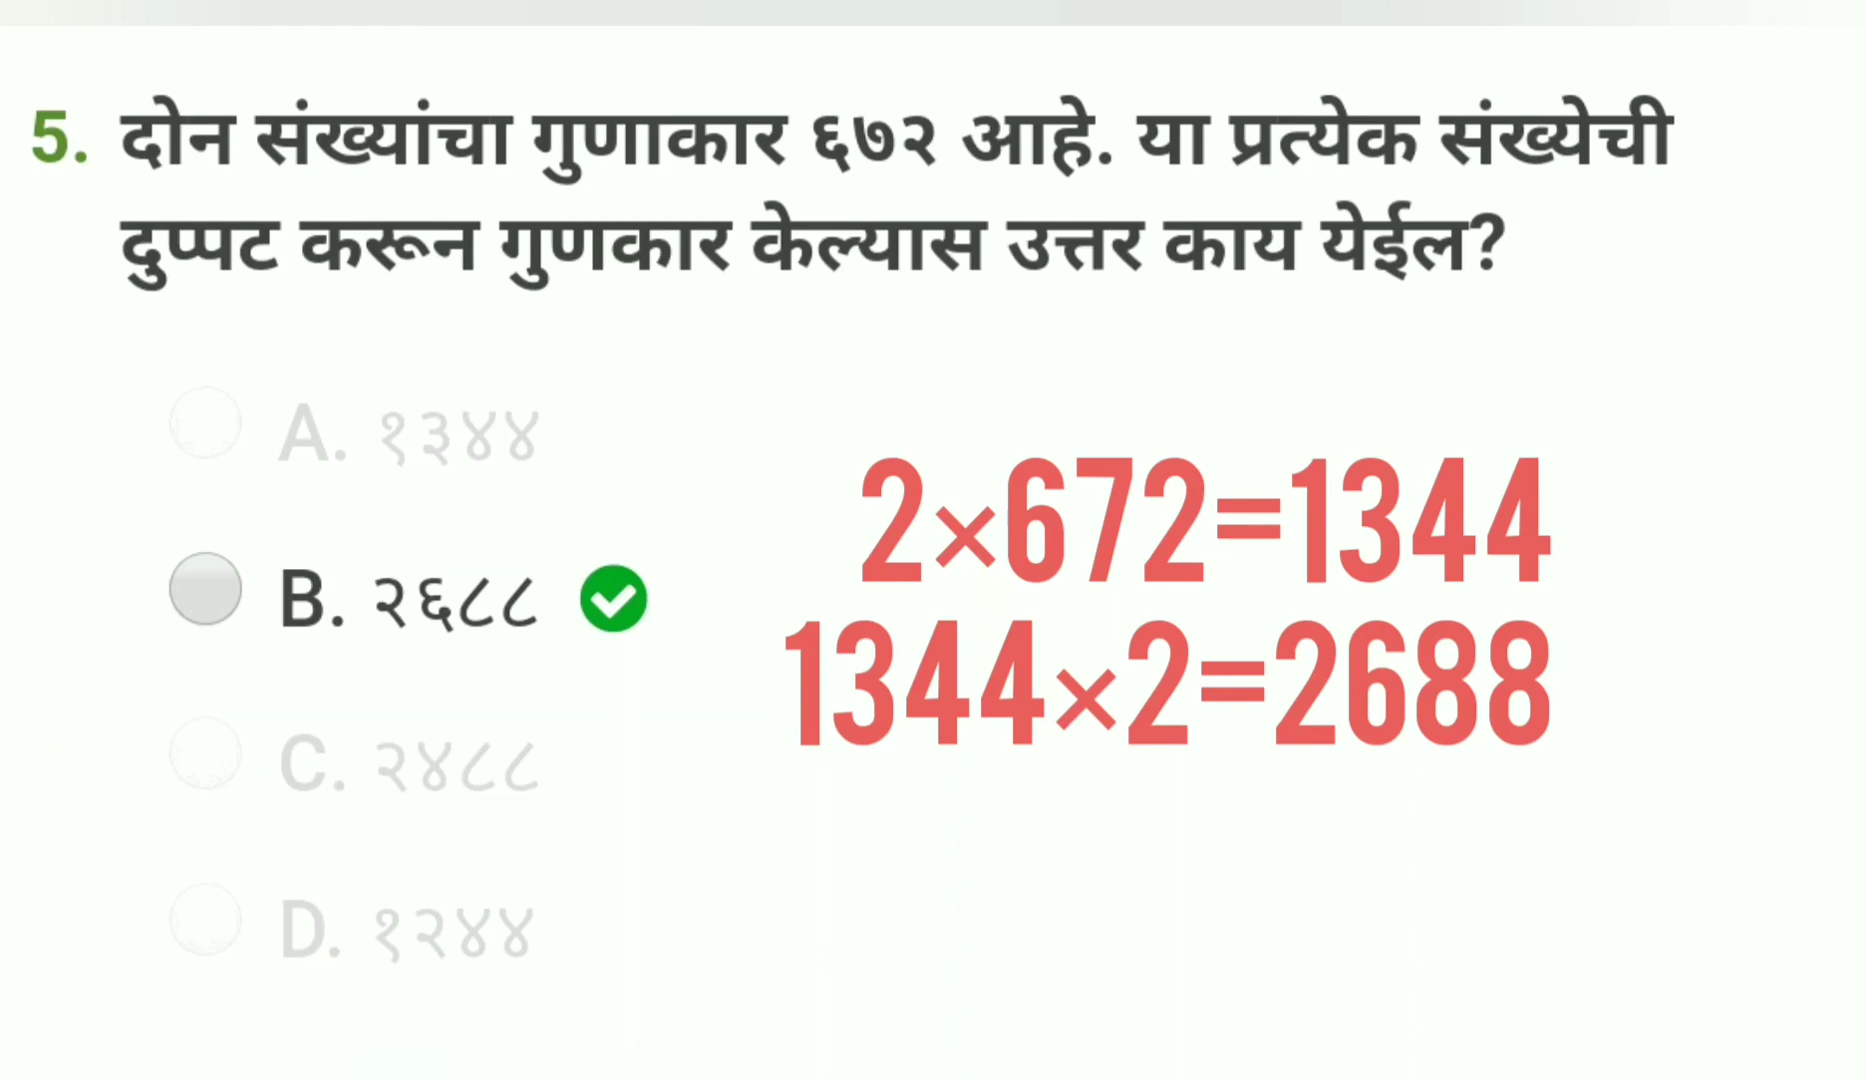 5. दोन संख्यांचा गुणाकार ६७२ आहे. या प्रत्येक संख्येची
दुप्पट करून गुणकार केल्यास उत्तर काय येईल?
A. १३४४
B. २६८८
C. २४८८
D. १२४४
2×672=1344
1344×2=2688